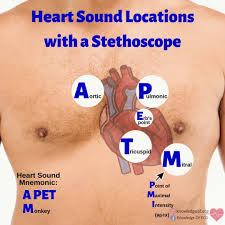 Heart Sound Locations
with a Stethoscope
Aortic
Pulmonic
Erb's
point
Tricuspid
Mitral
Heart Sound
Mnemonic:
A PET
Monkey
Point of
Maximal
Intensity
(apex)